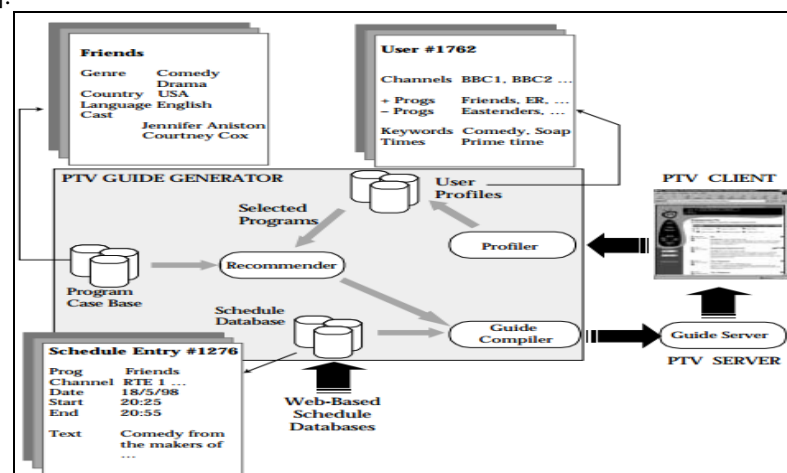 Friends
Genre Comedy
Drama
Country USA
Language English
Cast
Jennifer Aniston
Courtney Cox
User #1762
Channels BBC1, BBC2 ...
+ Progs Friends, ER, ...
– Progs Eastenders, ...
Keywords Comedy, Soap
Times Prime time
PTV GUIDE GENERATOR
User
Profiles
PTV CLIENT
Selected
Programs
Profiler
Recommender
Program
Case Base
Schedule
Database
Guide
Compiler
Guide Server
PTV SERVER
Schedule Entry #1276
Prog Friends
Channel RTE 1 ...
Date 18/5/98
Start 20:25
End 20:55
Text Comedy from
the makers of
...
Web-Based
Schedule
Databases